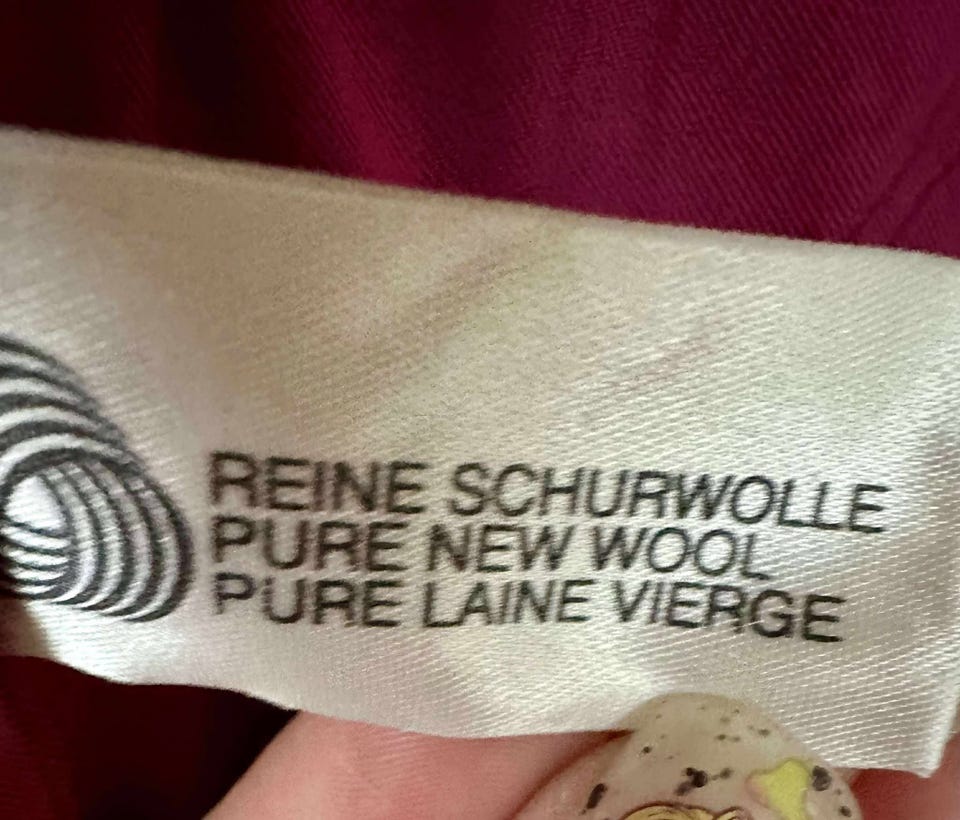 REINE SCHURWOLLE
PURE NEW WOOL
PURE LAINE VIERGE